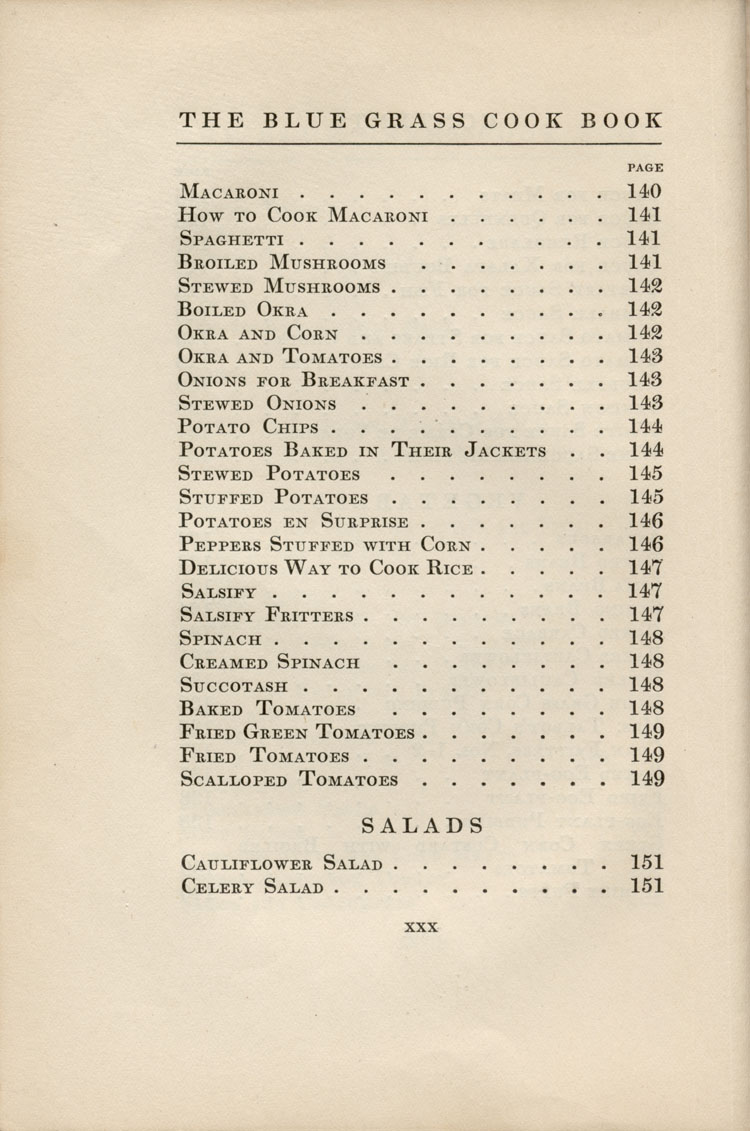 THE BLUE GRASS COOK BOOK
PAGE
MACARONI . . . . . . . . . . . 140
HOW TO COOK MACARONI . . . . . . 141
SPAGHETTI . . . . . . . . . 141
BROILED MUSHROOMS . . . . . . . 141
STEWED MUSHROOMS . . . . . . . . 142
BOILED OKRA . . . . . . . . . . 142
OKRA AND CORN . . . . . . . . . 142
OKRA AND TOMATOES . . . . . . . . 143
ONIONS FOR BREAKFAST . . . . . . . 143
STEWED ONIONS . . . . . . . . . 143
POTATO CHIPS . . . . . . . . . . 144
POTATOES BAKED IN THEIR JACKETS . . 144
STEWED POTATOES . . . . . . . 145
STUFFED POTATOES . . . . . . . 145
POTATOES EN SURPRISE . . . . . . . 146
PEPPERS STUFFED WITH CORN . . . . . 146
DELICIOUS WAY TO COOK RICE . . . . . 147
SALSIFY . . . . . . . . . . . . 147
SALSIFY FRITTERS . . . . . . . . . 147
SPINACH . . . . . . . . . . . . 148
CREAMED SPINACH . . . . . . . . 148
SUCCOTASH . . . . . . . . . . . 148
BAKED TOMATOES . . . . . . . . 148
FRIED GREEN TOMATOES . . . . . . . 149
FRIED TOMATOES . . . . . . . . . 149
SCALLOPED TOMATOES . . . . . . . 149
SALADS
CAULIFLOWER SALAD . . . . . . . . 151
CELERY SALAD . . . . . . . . . . 151
xxx